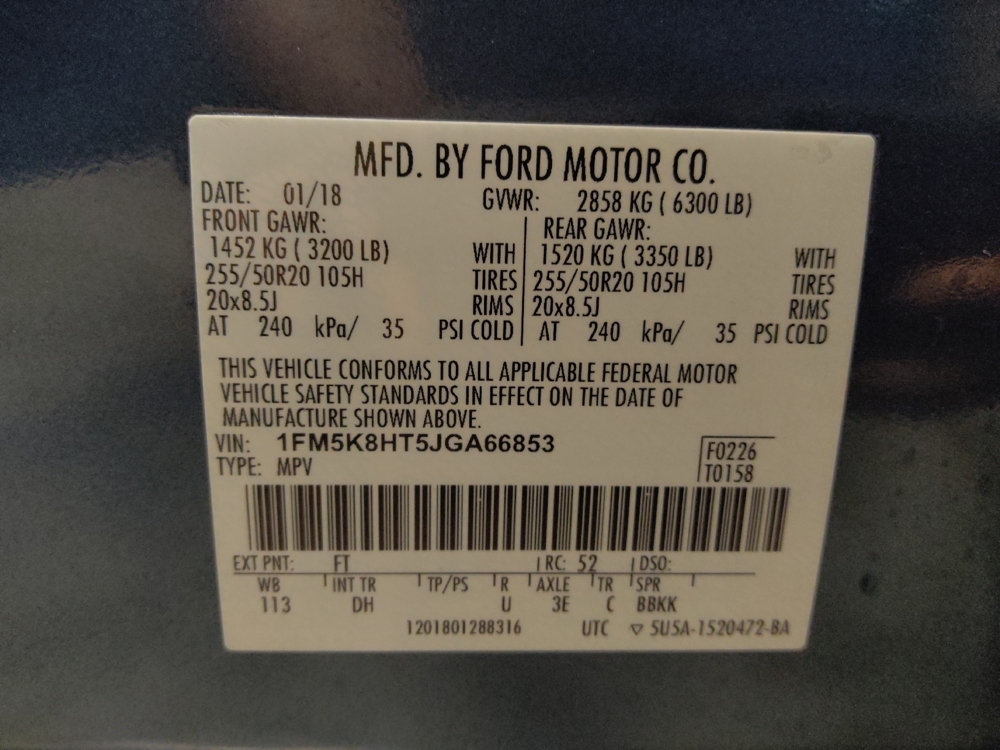 MFD. BY FORD MOTOR CO.
DATE: 01/18 GVWR: 2858 KG ( 6300 LB)
FRONT GAWR: REAR GAWR:
1452 KG ( 3200 LB) WITH 1520 KG ( 3350 LB) WITH
255/50R20 105H TIRES 255/50R20 105H TIRES
20x8.5J RIMS 20x8.5J RIMS
AT 240 kPa/ 35 PSI COLD AT 240 kPa/ 35 PSI COLD
THIS VEHICLE CONFORMS TO ALL APPLICABLE FEDERAL MOTOR
VEHICLE SAFETY STANDARDS IN EFFECT ON THE DATE OF
MANUFACTURE SHOWN ABOVE.
VIN: 1FM5K8HT5JGA66853
F0226
TYPE: MPV T0158
EXT PNT: FT RC: 52 DSO:
WB INT TR TP/PS R AXLE TR SPR
113 DH U 3E C BBKK
1201801288316 UTC ▽ 5U5A-1520472-BA